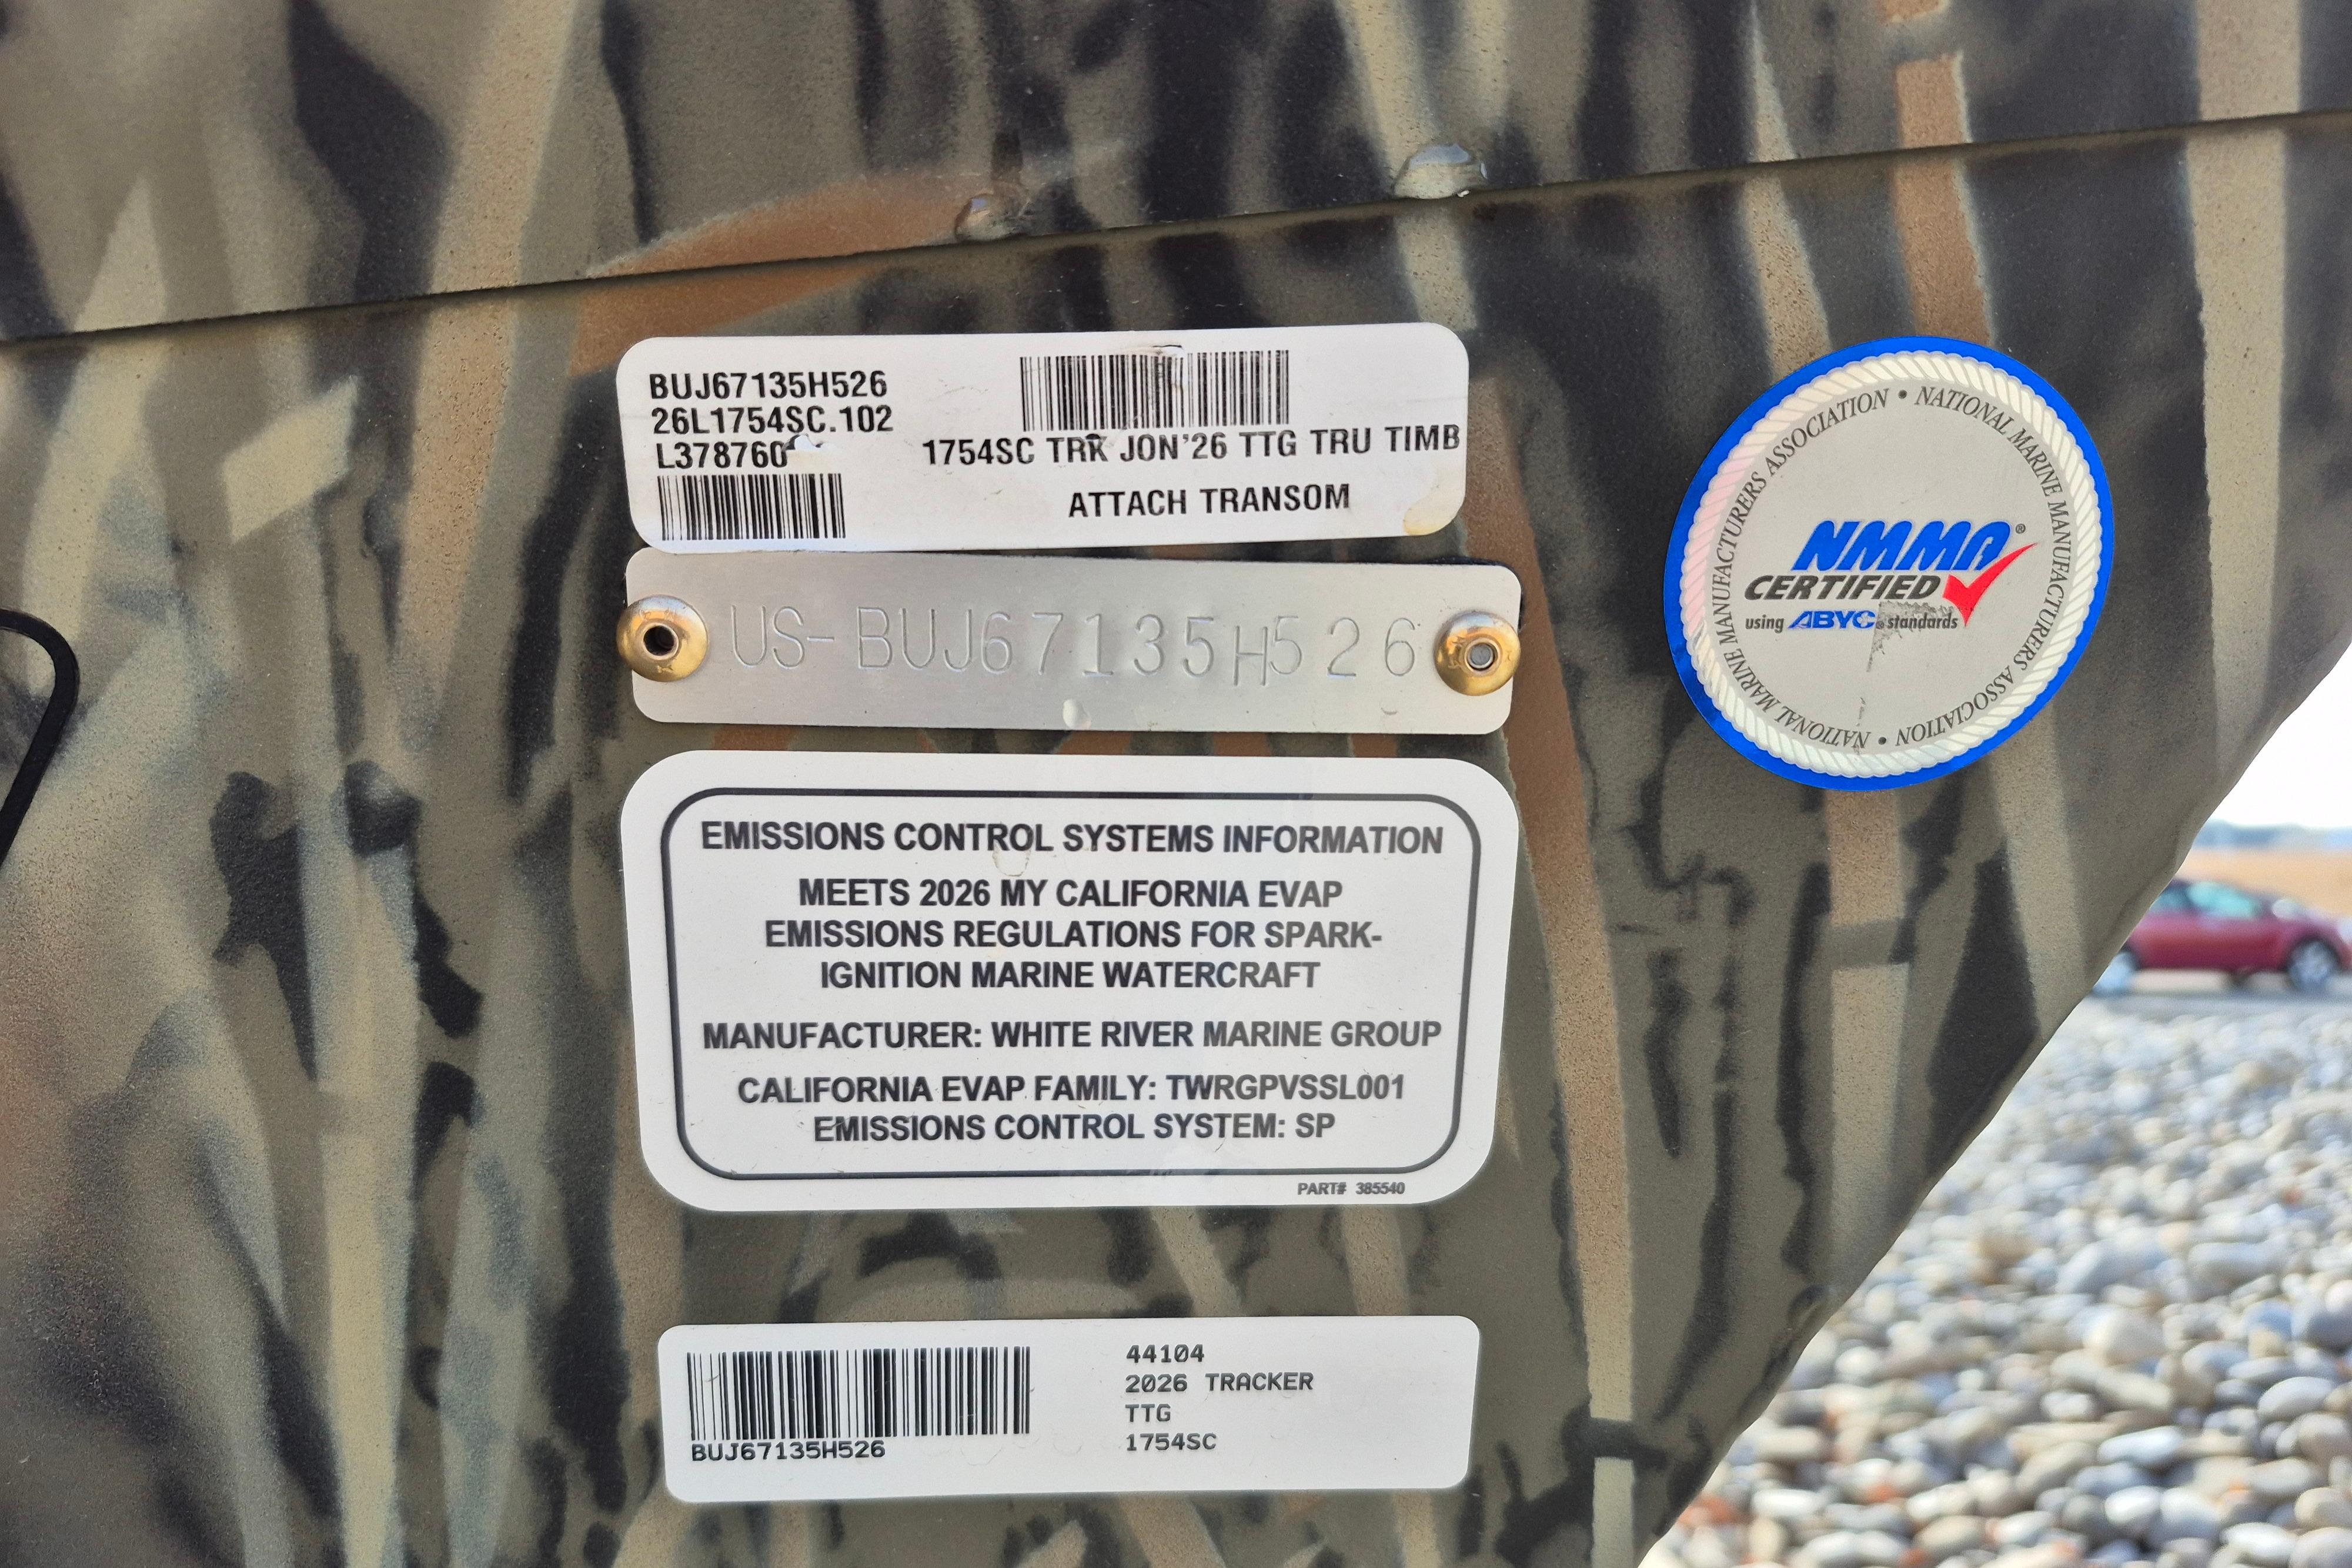 BUJ67135H526
26L1754SC.102
L378760
1754SC TRK JON'26 TTG TRU TIMB
ATTACH TRANSOM
US-BUJ67135H526
NATIONAL MARINE MANUFACTURERS ASSOCIATION • NATIONAL MARINE MANUFACTURERS ASSOCIATION •
NMMA®
CERTIFIED
using ABYC® standards
EMISSIONS CONTROL SYSTEMS INFORMATION
MEETS 2026 MY CALIFORNIA EVAP
EMISSIONS REGULATIONS FOR SPARK-
IGNITION MARINE WATERCRAFT
MANUFACTURER: WHITE RIVER MARINE GROUP
CALIFORNIA EVAP FAMILY: TWRGPVSSL001
EMISSIONS CONTROL SYSTEM: SP
PART# 385540
BUJ67135H526
44104
2026 TRACKER
TTG
1754SC